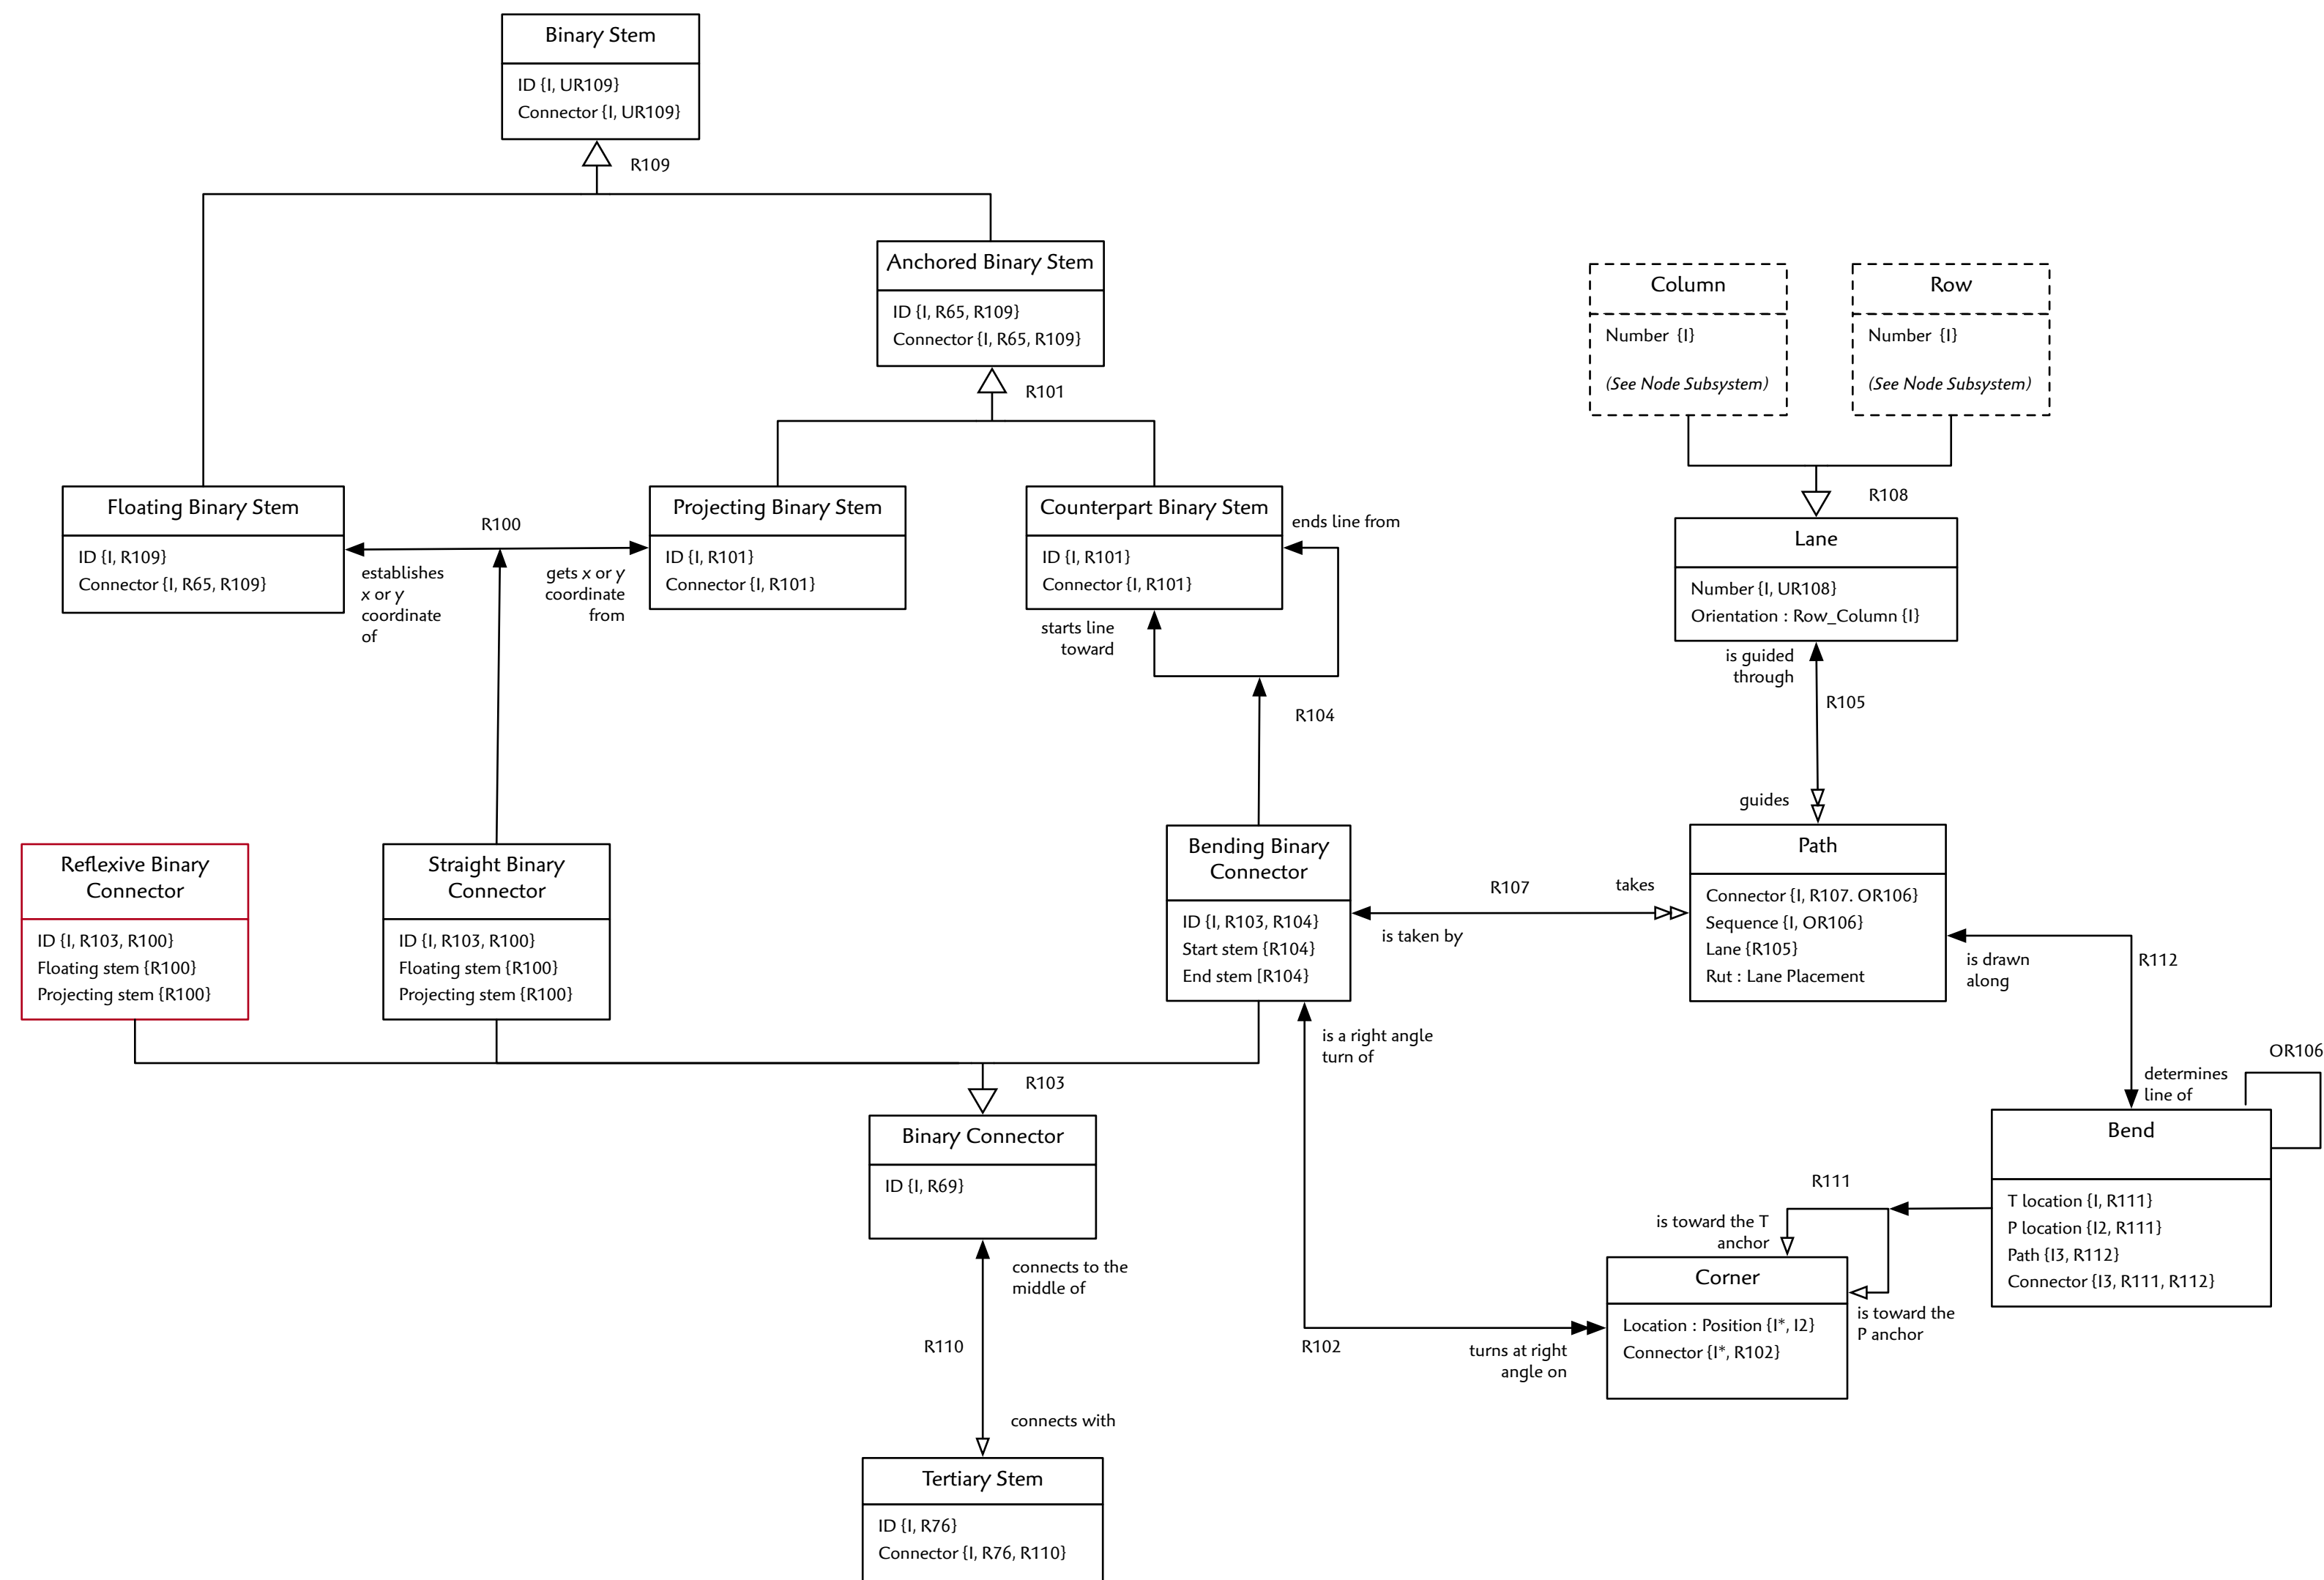 Binary Stem
ID {I, UR109}
Connector {I, UR109}
R109
Anchored Binary Stem
ID {I, R65, R109}
Connector {I, R65, R109}
R101
Column
Number {I}
(See Node Subsystem)
Row
Number {I}
(See Node Subsystem)
R108
Floating Binary Stem
ID {I, R109}
Connector {I, R65, R109}
R100
establishes
x or y
coordinate
of
gets x or y
coordinate
from
Projecting Binary Stem
ID {I, R101}
Connector {I, R101}
Counterpart Binary Stem
ID {I, R101}
Connector {I, R101}
ends line from
starts line
toward
R104
Lane
Number {I, UR108}
Orientation : Row_Column {I}
is guided
through
R105
guides
Reflexive Binary
Connector
ID {I, R103, R100}
Floating stem {R100}
Projecting stem {R100}
Straight Binary
Connector
ID {I, R103, R100}
Floating stem {R100}
Projecting stem {R100}
Bending Binary
Connector
ID {I, R103, R104}
Start stem {R104}
End stem [R104}
R107
takes
is taken by
Path
Connector {I, R107. OR106}
Sequence {I, OR106}
Lane {R105}
Rut : Lane Placement
is drawn
along
R112
is a right angle
turn of
OR106
determines
line of
R103
Binary Connector
ID {I, R69}
Bend
T location {I, R111}
P location {I2, R111}
Path {I3, R112}
Connector {I3, R111, R112}
R111
is toward the T
anchor
Corner
Location : Position {I*, I2}
Connector {I*, R102}
is toward the
P anchor
connects to the
middle of
R110
R102
turns at right
angle on
connects with
Tertiary Stem
ID {I, R76}
Connector {I, R76, R110}